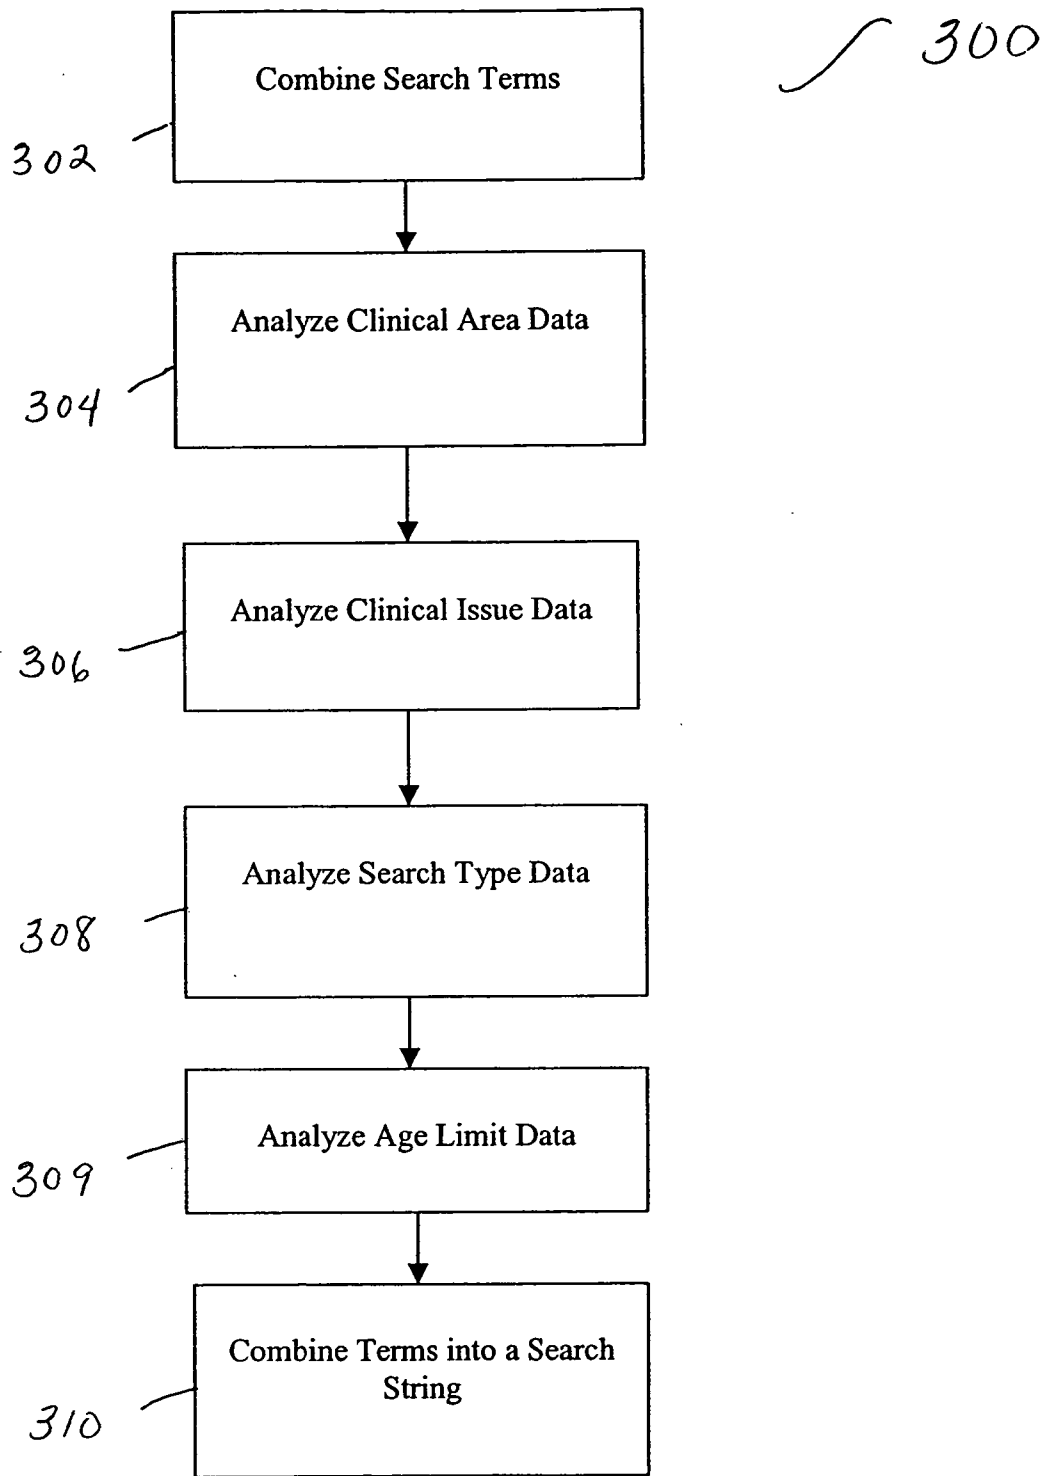 300
Combine Search Terms
302
Analyze Clinical Area Data
304
Analyze Clinical Issue Data
306
Analyze Search Type Data
308
Analyze Age Limit Data
309
Combine Terms into a Search
String
310